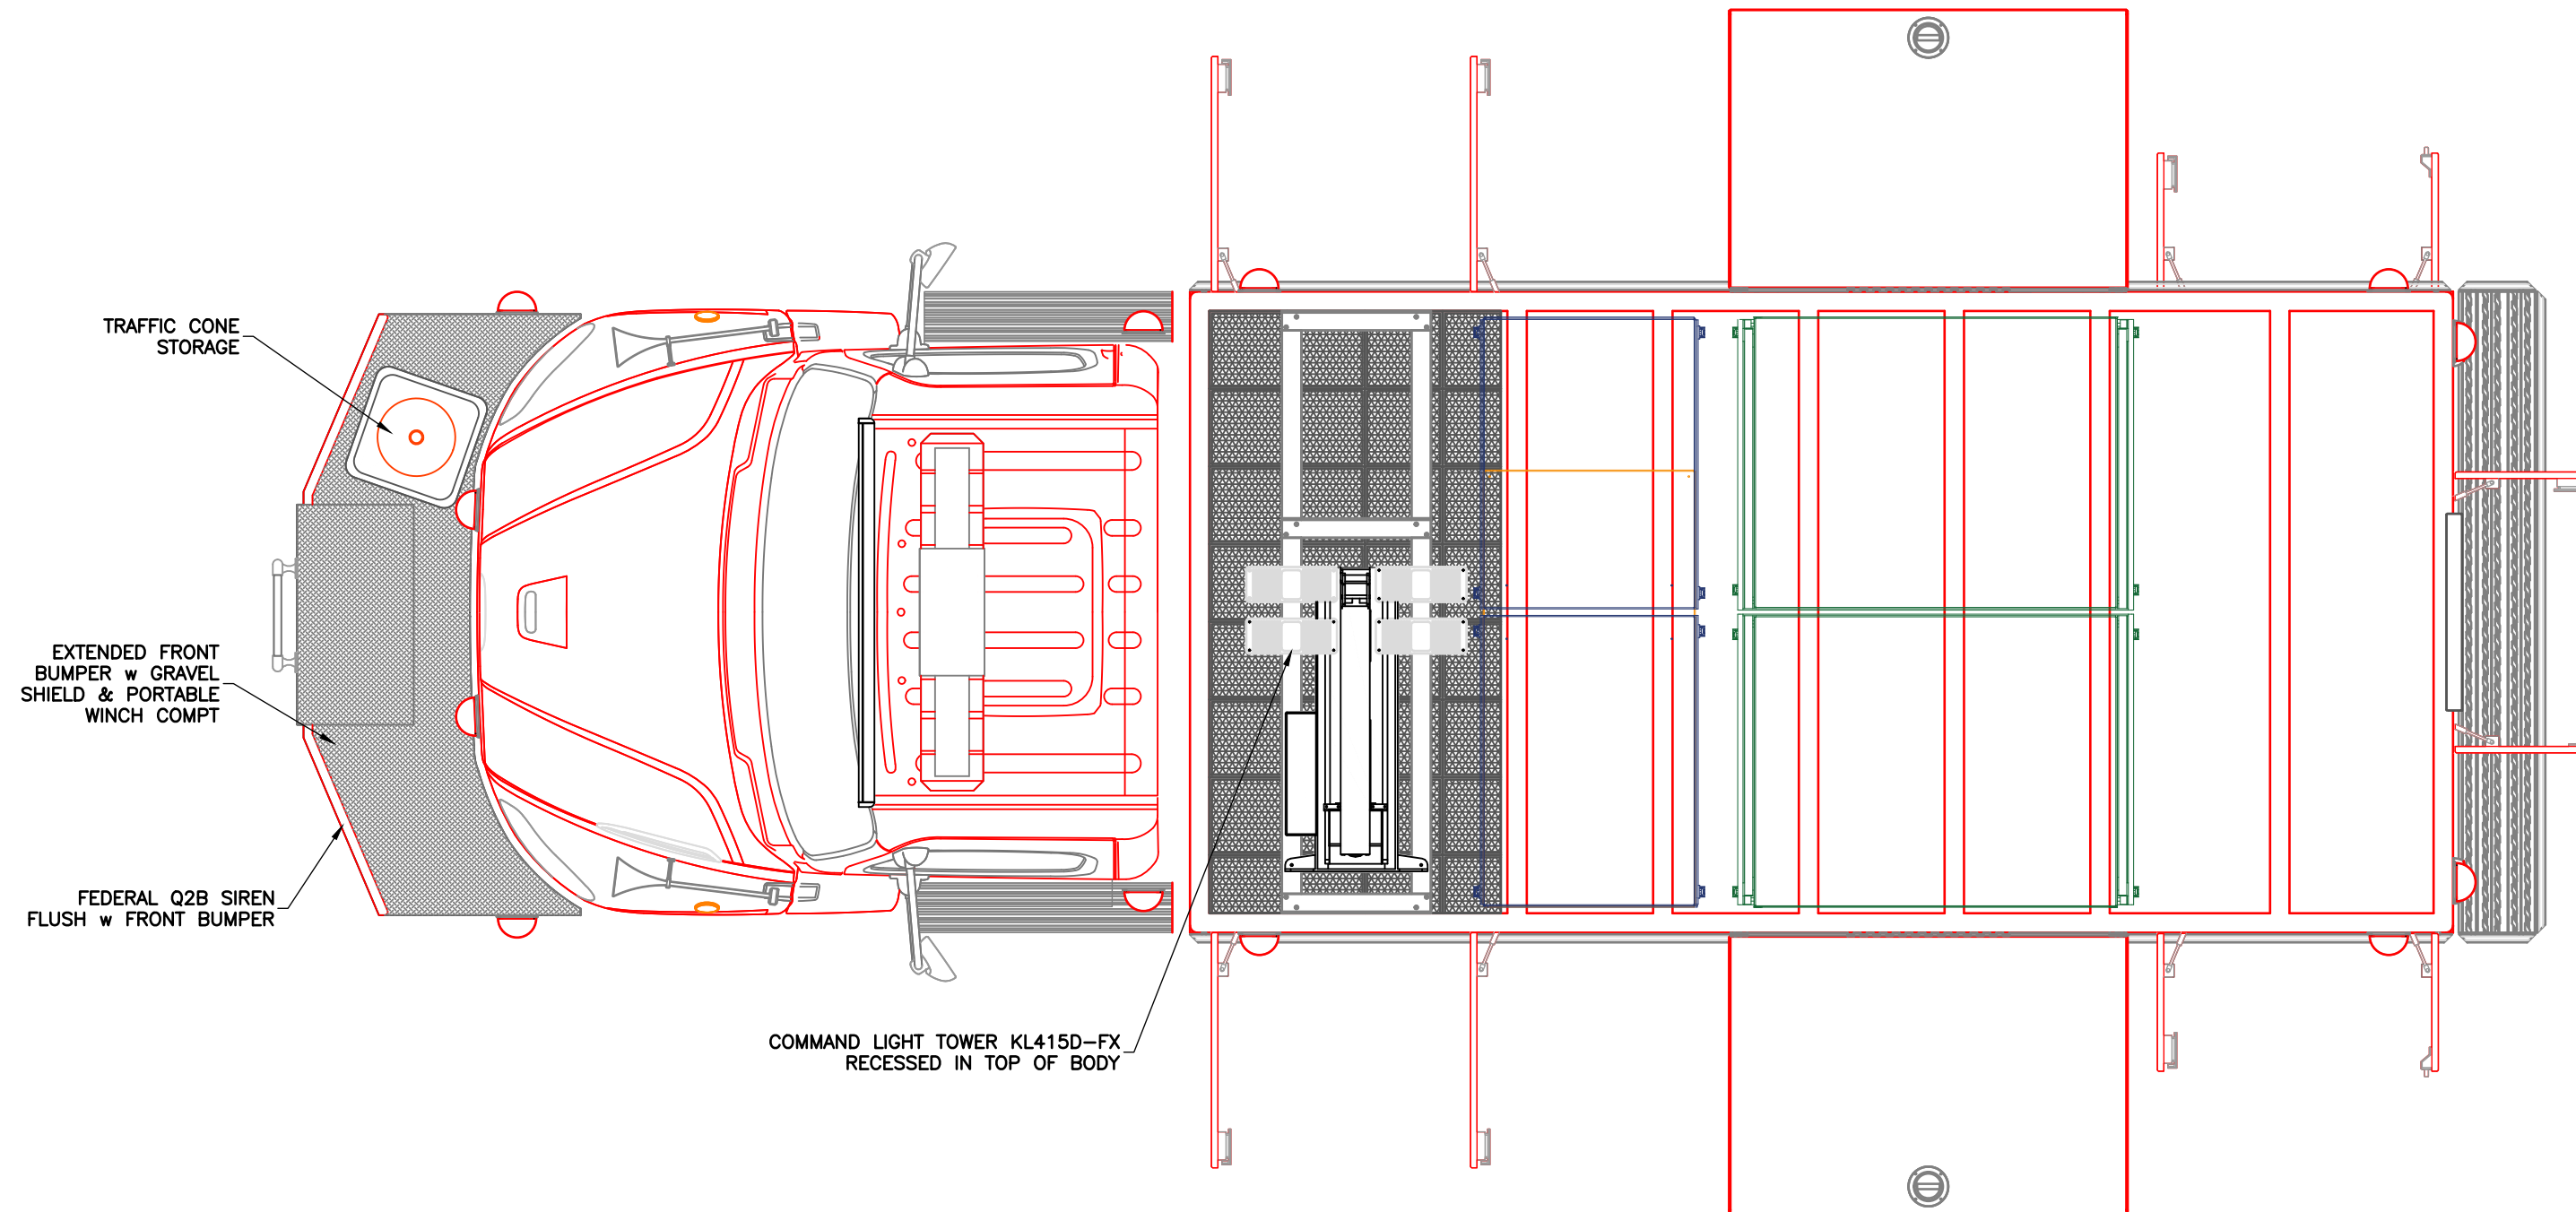 TRAFFIC CONE
STORAGE
EXTENDED FRONT
BUMPER w GRAVEL
SHIELD & PORTABLE
WINCH COMPT
FEDERAL Q2B SIREN
FLUSH w FRONT BUMPER
COMMAND LIGHT TOWER KL415D-FX
RECESSED IN TOP OF BODY